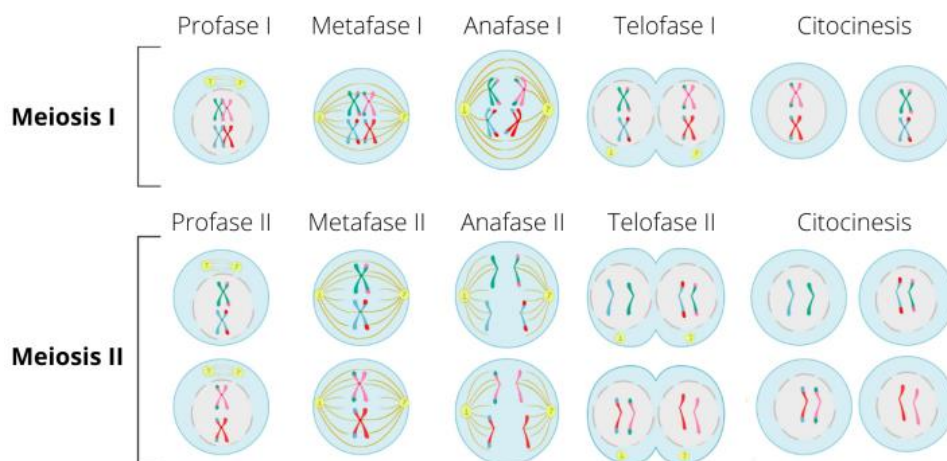 Profase I Metafase I Anafase I Telofase I Citocinesis
Meiosis I
Profase II Metafase II Anafase II Telofase II Citocinesis
Meiosis II